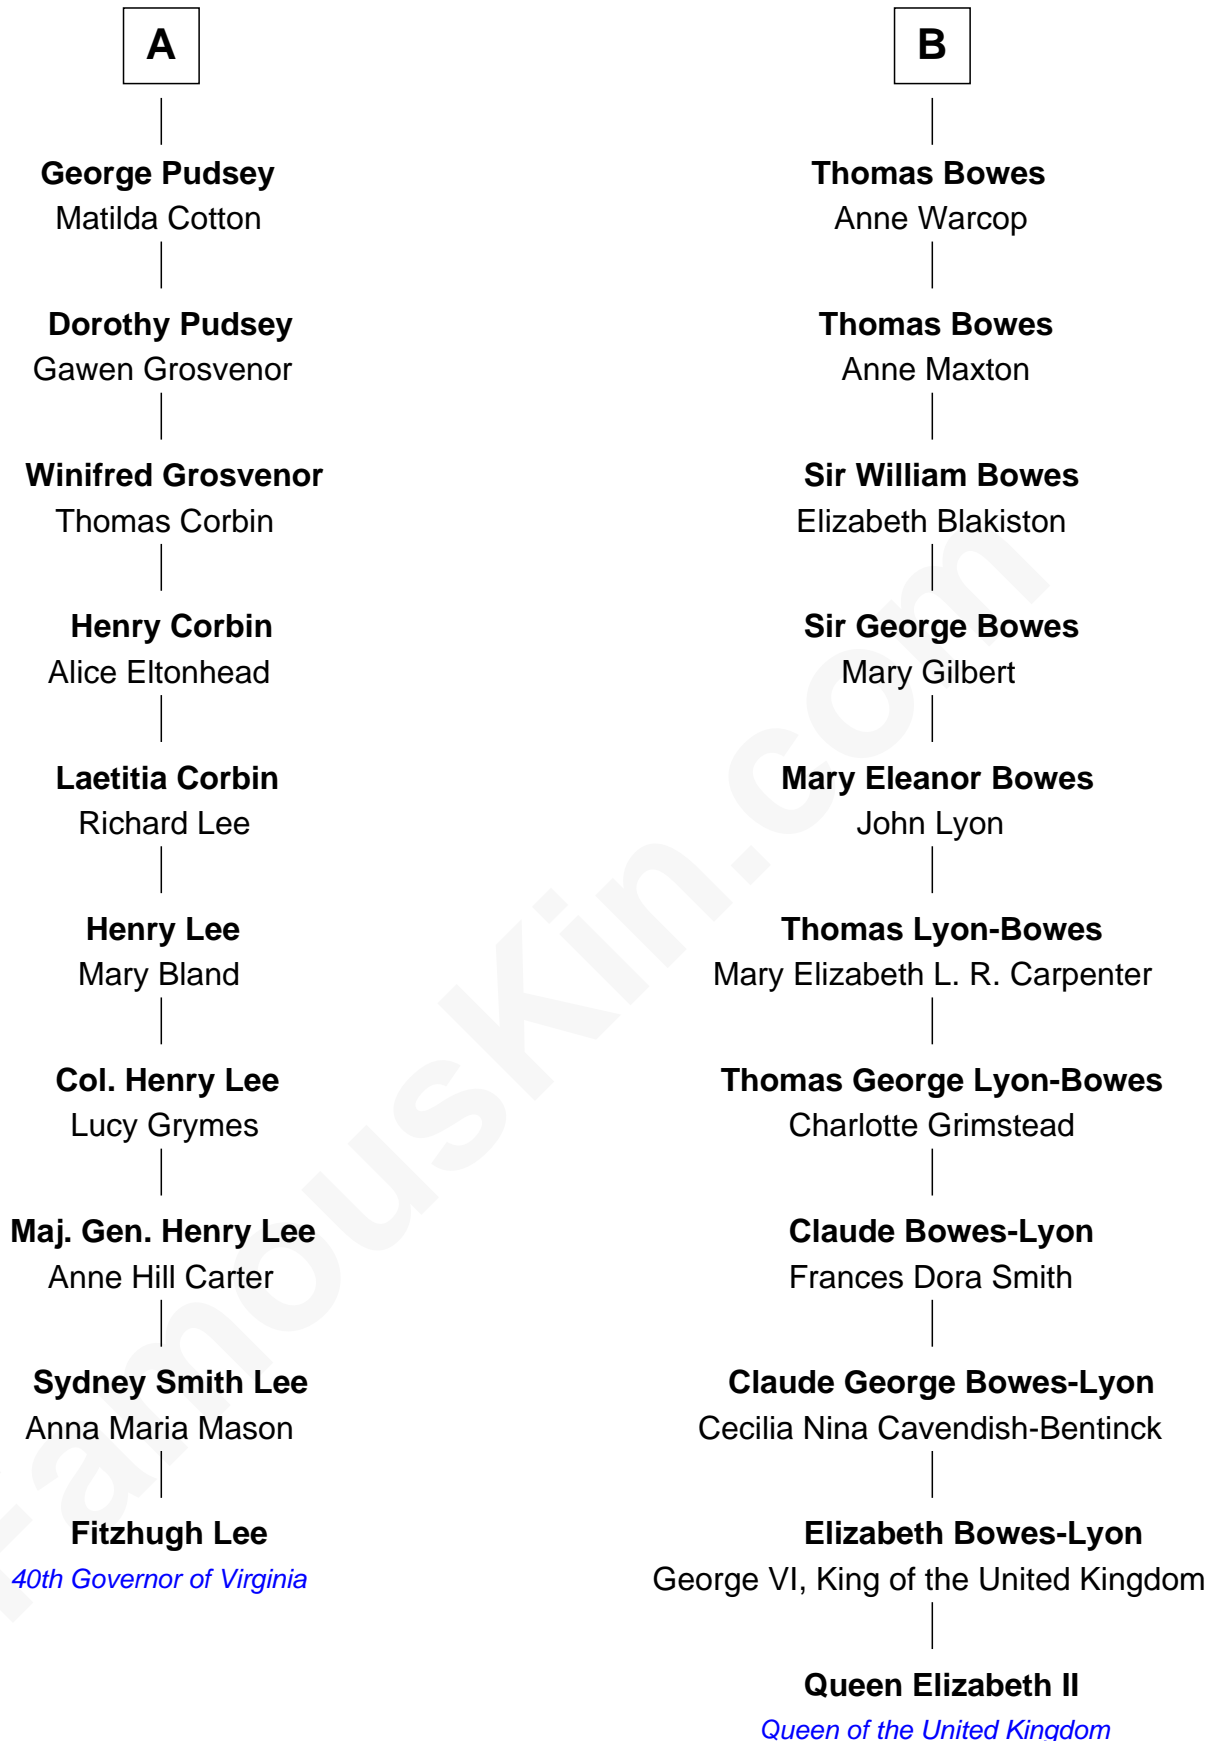 A
George Pudsey
Matilda Cotton
Dorothy Pudsey
Gawen Grosvenor
Winifred Grosvenor
Thomas Corbin
Henry Corbin
Alice Eltonhead
Laetitia Corbin
Richard Lee
Henry Lee
Mary Bland
Col. Henry Lee
Lucy Grymes
Maj. Gen. Henry Lee
Anne Hill Carter
Sydney Smith Lee
Anna Maria Mason
Fitzhugh Lee
40th Governor of Virginia
B
Thomas Bowes
Anne Warcop
Thomas Bowes
Anne Maxton
Sir William Bowes
Elizabeth Blakiston
Sir George Bowes
Mary Gilbert
Mary Eleanor Bowes
John Lyon
Thomas Lyon-Bowes
Mary Elizabeth L. R. Carpenter
Thomas George Lyon-Bowes
Charlotte Grimstead
Claude Bowes-Lyon
Frances Dora Smith
Claude George Bowes-Lyon
Cecilia Nina Cavendish-Bentinck
Elizabeth Bowes-Lyon
George VI, King of the United Kingdom
Queen Elizabeth II
Queen of the United Kingdom
FamousKin.com